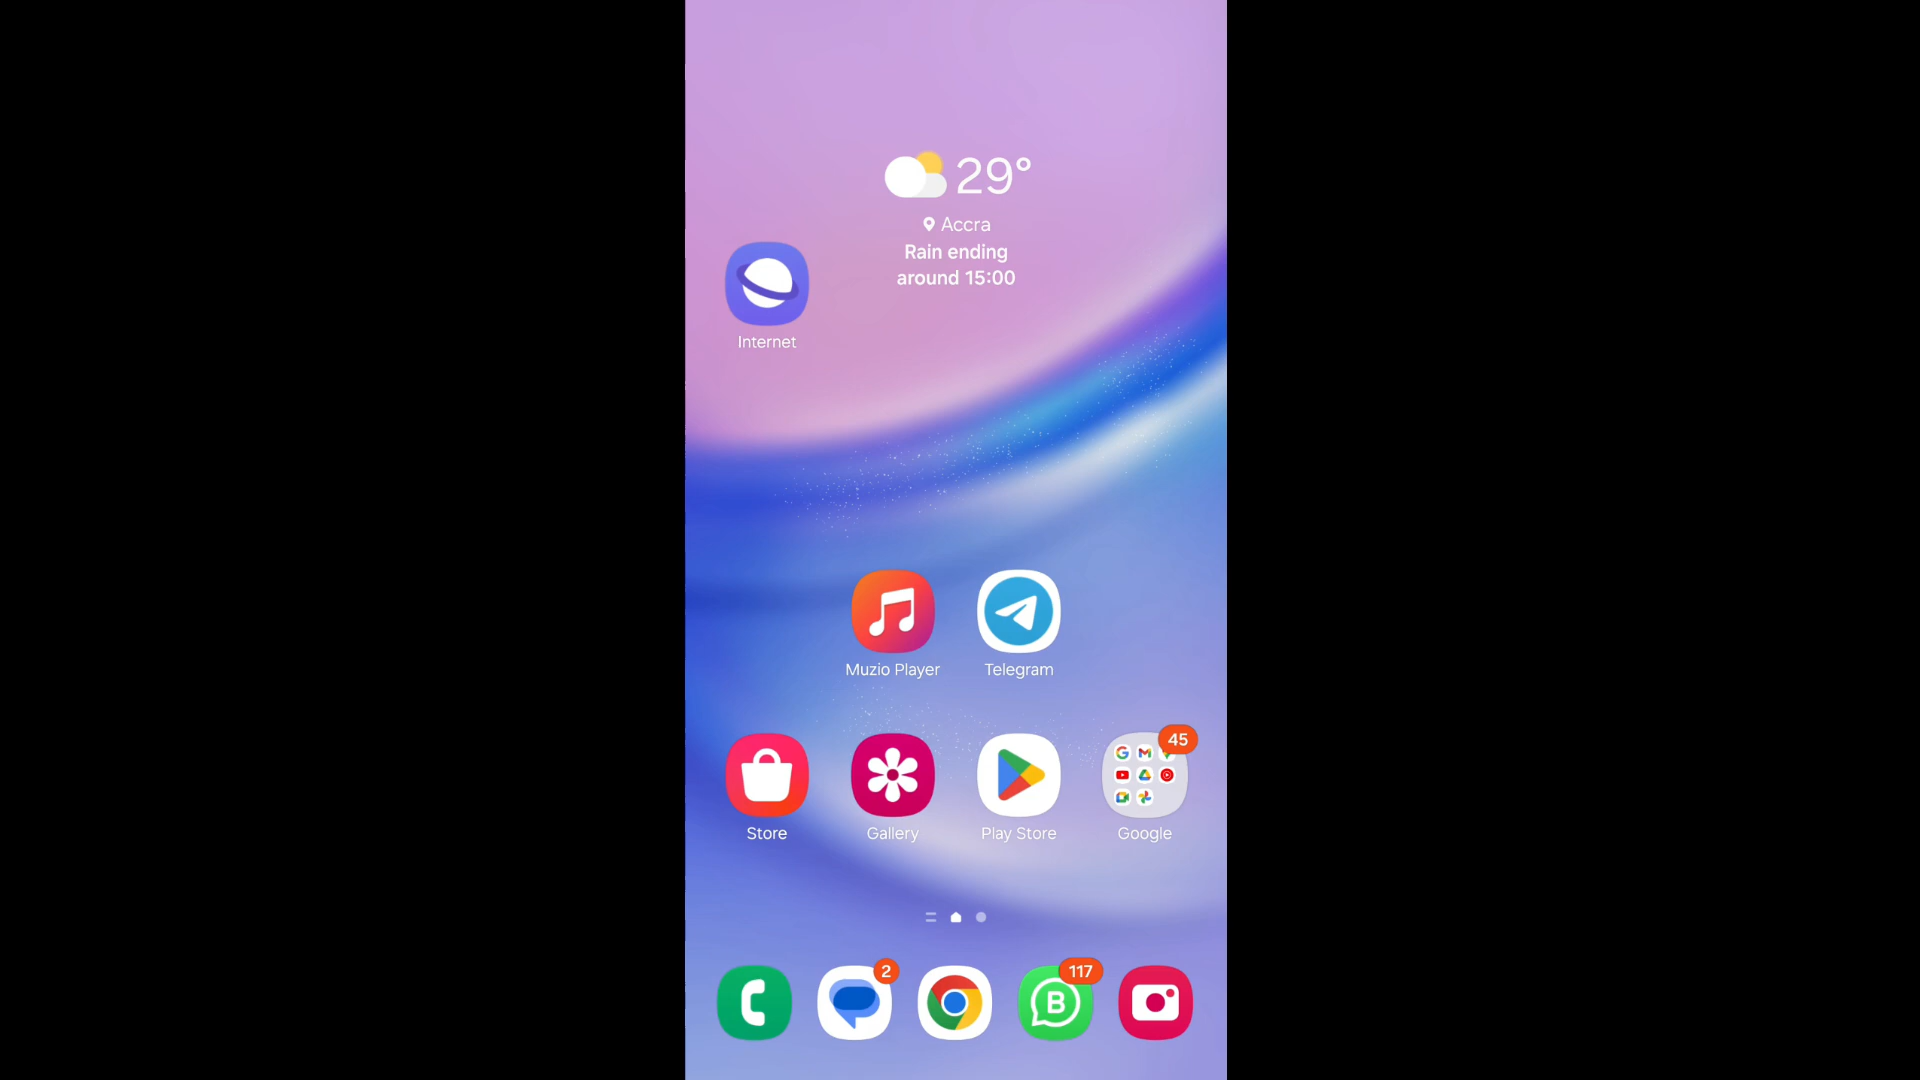 29°
Accra
Rain ending
around 15:00
Internet
Muzio Player
Telegram
45
Store
Gallery
Play Store
Google
2
117
B